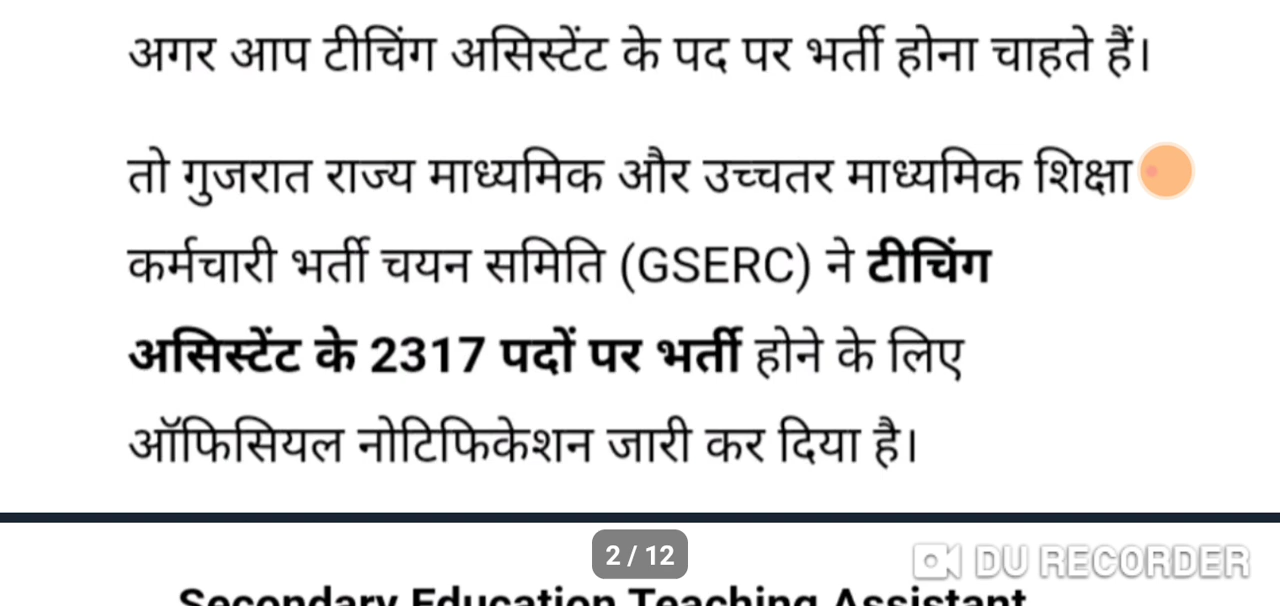 अगर आप टीचिंग असिस्टेंट के पद पर भर्ती होना चाहते हैं।
तो गुजरात राज्य माध्यमिक और उच्चतर माध्यमिक शिक्षा
कर्मचारी भर्ती चयन समिति (GSERC) ने टीचिंग
असिस्टेंट के 2317 पदों पर भर्ती होने के लिए
ऑफिसियल नोटिफिकेशन जारी कर दिया है।
2 / 12
DU RECORDER
Secondary Education Teaching Assistant